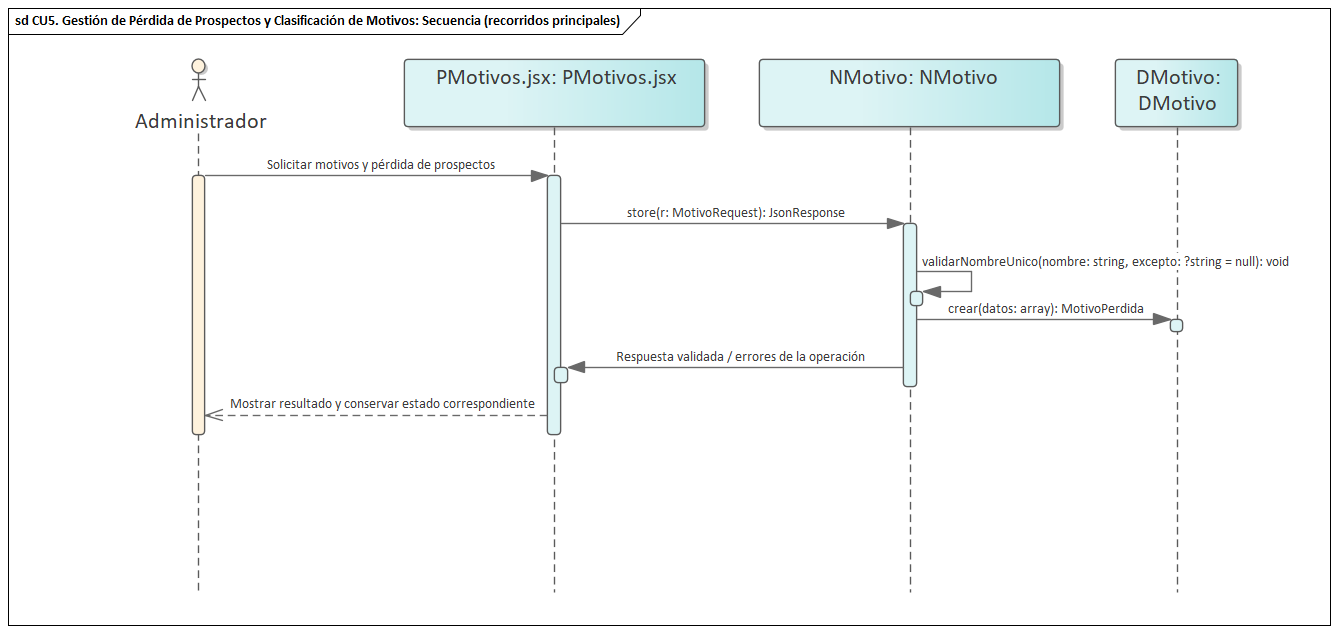 sd CU5. Gestión de Pérdida de Prospectos y Clasificación de Motivos: Secuencia (recorridos principales)
Administrador
PMotivos.jsx: PMotivos.jsx
NMotivo: NMotivo
DMotivo:
DMotivo
Solicitar motivos y pérdida de prospectos
store(r: MotivoRequest): JsonResponse
validarNombreUnico(nombre: string, excepto: ?string = null): void
crear(datos: array): MotivoPerdida
Respuesta validada / errores de la operación
Mostrar resultado y conservar estado correspondiente